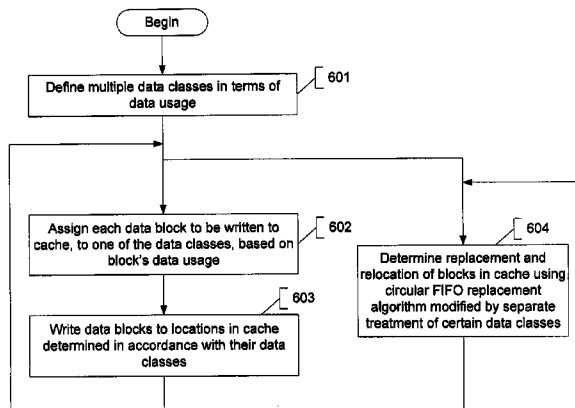 Begin
601
Define multiple data classes in terms of
data usage
602
Assign each data block to be written to
cache, to one of the data classes, based on
block's data usage
603
Write data blocks to locations in cache
determined in accordance with their data
classes
604
Determine replacement and
relocation of blocks in cache using
circular FIFO replacement
algorithm modified by separate
treatment of certain data classes